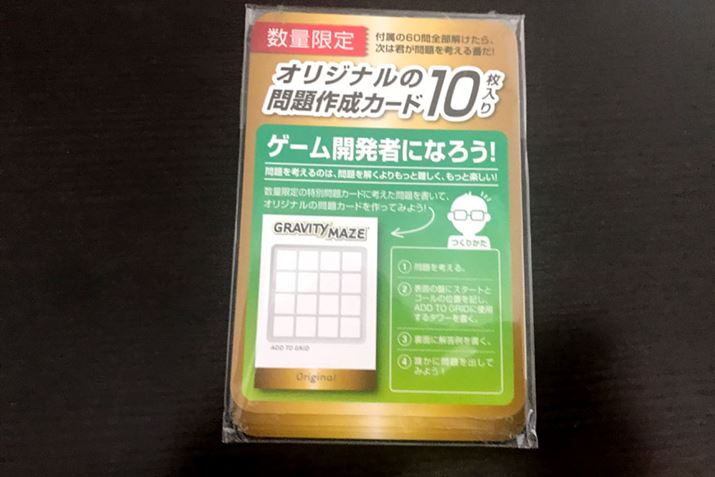 数量限定
付属の60問全部解けたら、
次は君が問題を考える番だ!
オリジナルの
問題作成カード10枚入り
ゲーム開発者になろう!
問題を考えるのは、問題を解くよりもっと難しく、もっと楽しい!
数量限定の特別問題カードに考えた問題を書いて、
オリジナルの問題カードを作ってみよう!
GRAVITY MAZE
ADD TO GRID
Original
つくりかた
1 問題を考える。
2 表面の盤にスタートと
ゴールの位置を記し、
ADD TO GRIDに使用
するタワーを書く。
3 裏面に解答例を書く。
4 誰かに問題を出して
みよう!